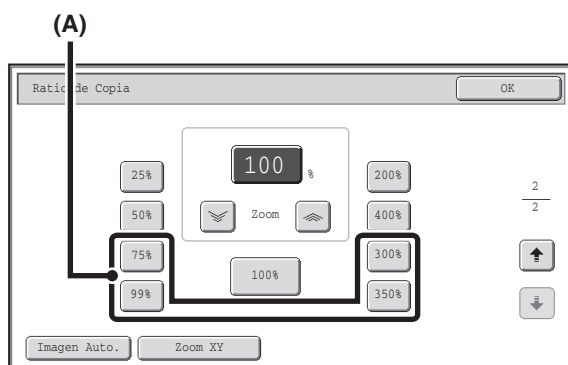 (A)
Ratio de Copia OK
100 %
25% 200%
50% Zoom 400%
2
2
75% 300%
100%
99% 350%
Imagen Auto. Zoom XY